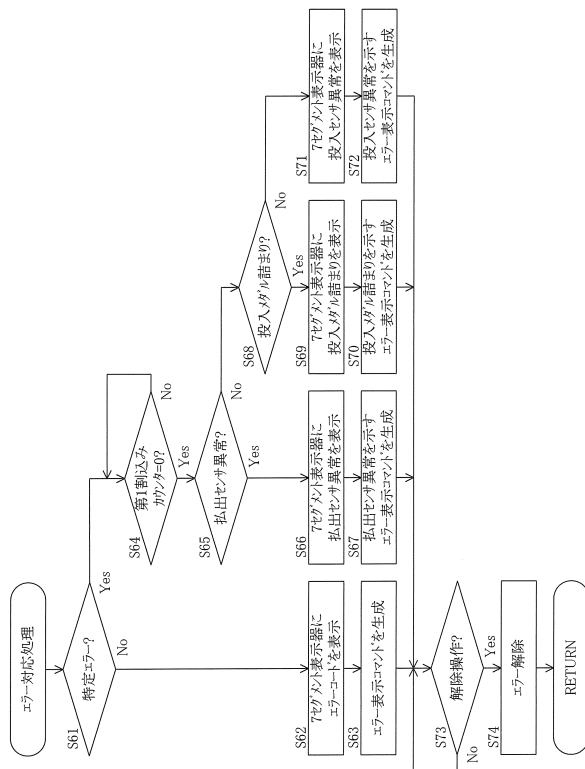 エラー対応処理
S61
特定エラー?
Yes
No
S64
第1割込み
カウンタ=0?
No
Yes
S65
払出センサ異常?
No
Yes
S68
投入メダル詰まり?
No
Yes
S62
7セグメント表示器に
エラーコードを表示
S63
エラー表示コマンドを生成
S66
7セグメント表示器に
払出センサ異常を表示
S67
払出センサ異常を示す
エラー表示コマンドを生成
S69
7セグメント表示器に
投入メダル詰まりを表示
S70
投入メダル詰まりを示す
エラー表示コマンドを生成
S71
7セグメント表示器に
投入センサ異常を表示
S72
投入センサ異常を示す
エラー表示コマンドを生成
S73
解除操作?
No
Yes
S74
エラー解除
RETURN